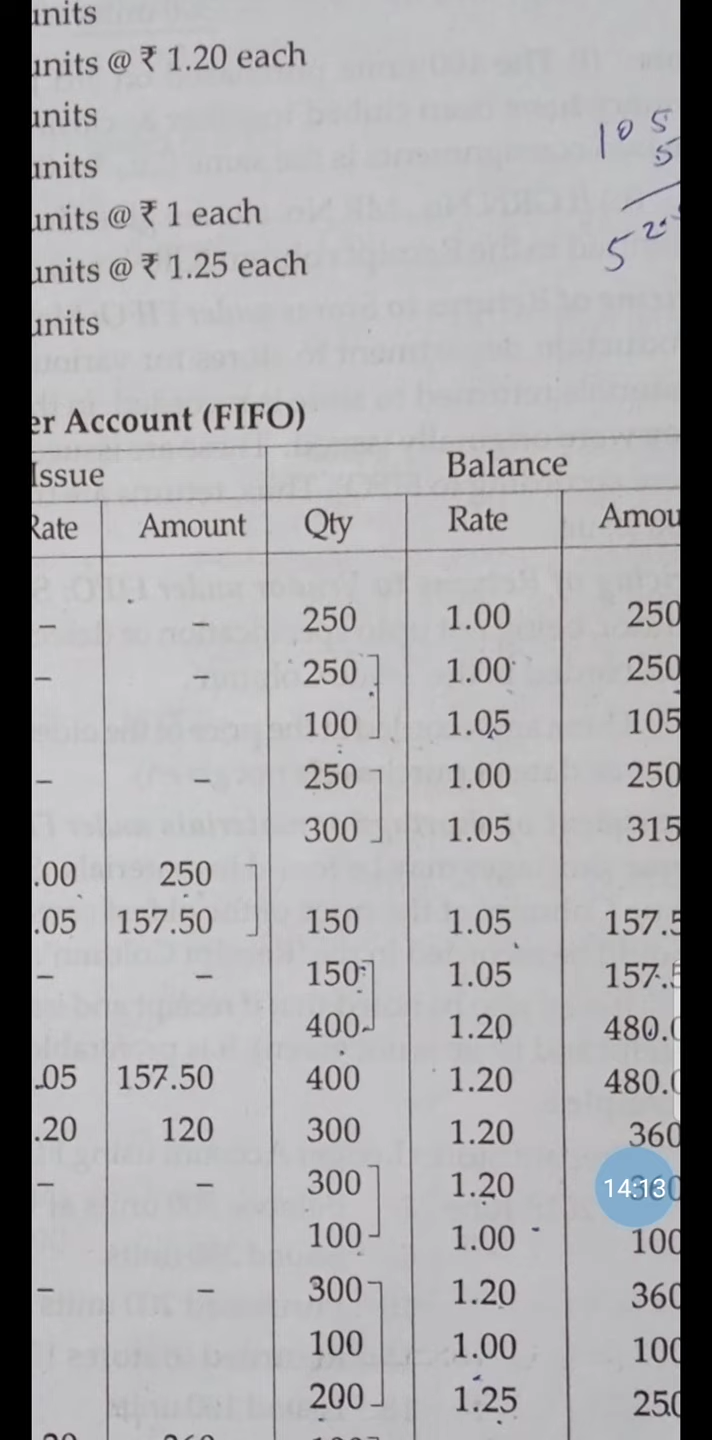 units
units @ ₹ 1.20 each
units
units
units @ ₹ 1 each
units @ ₹ 1.25 each
units
105
5
525
er Account (FIFO)
Issue Balance
Rate Amount Qty Rate Amou
– – 250 1.00 250
– – 250 1.00 250
100 1.05 105
– – 250 1.00 250
300 1.05 315
.00 250
.05 157.50 150 1.05 157.5
– – 150 1.05 157.5
400 1.20 480.0
.05 157.50 400 1.20 480.0
.20 120 300 1.20 360
– – 300 1.20 360
14:13
100 1.00 100
– – 300 1.20 360
100 1.00 100
200 1.25 250